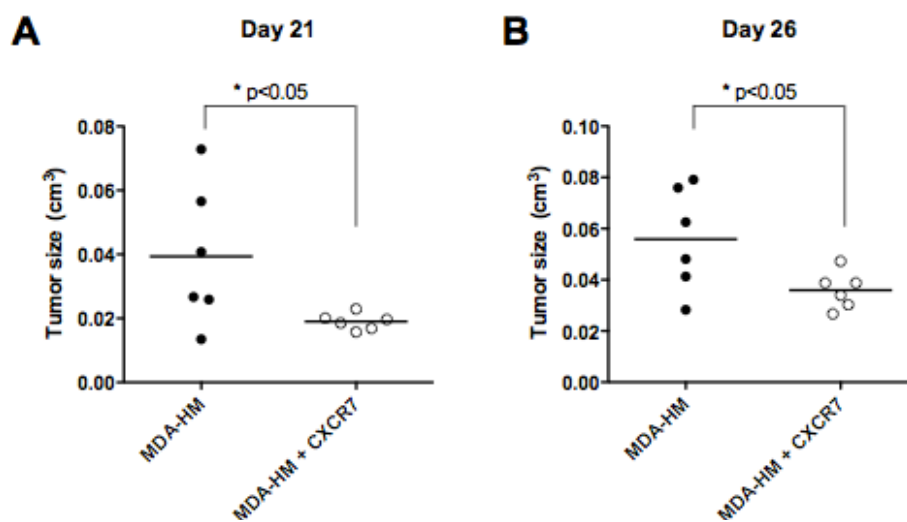 A
Day 21
* p<0.05
0.08
0.06
0.04
0.02
0.00
Tumor size (cm³)
MDA-HM
MDA-HM + CXCR7
B
Day 26
* p<0.05
0.10
0.08
0.06
0.04
0.02
0.00
Tumor size (cm³)
MDA-HM
MDA-HM + CXCR7